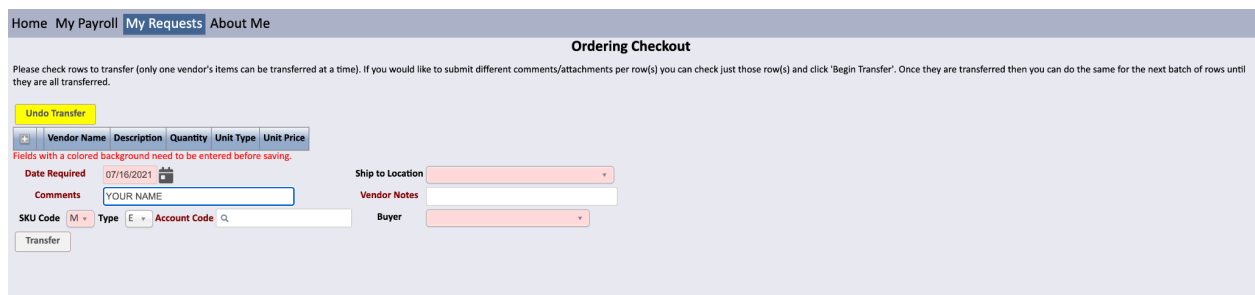 Home My Payroll My Requests About Me
Ordering Checkout
Please check rows to transfer (only one vendor's items can be transferred at a time). If you would like to submit different comments/attachments per row(s) you can check just those row(s) and click 'Begin Transfer'. Once they are transferred then you can do the same for the next batch of rows until
they are all transferred.
Undo Transfer
Vendor Name Description Quantity Unit Type Unit Price
Fields with a colored background need to be entered before saving.
Date Required 07/16/2021 Ship to Location
Comments YOUR NAME Vendor Notes
SKU Code M Type E Account Code Buyer
Transfer